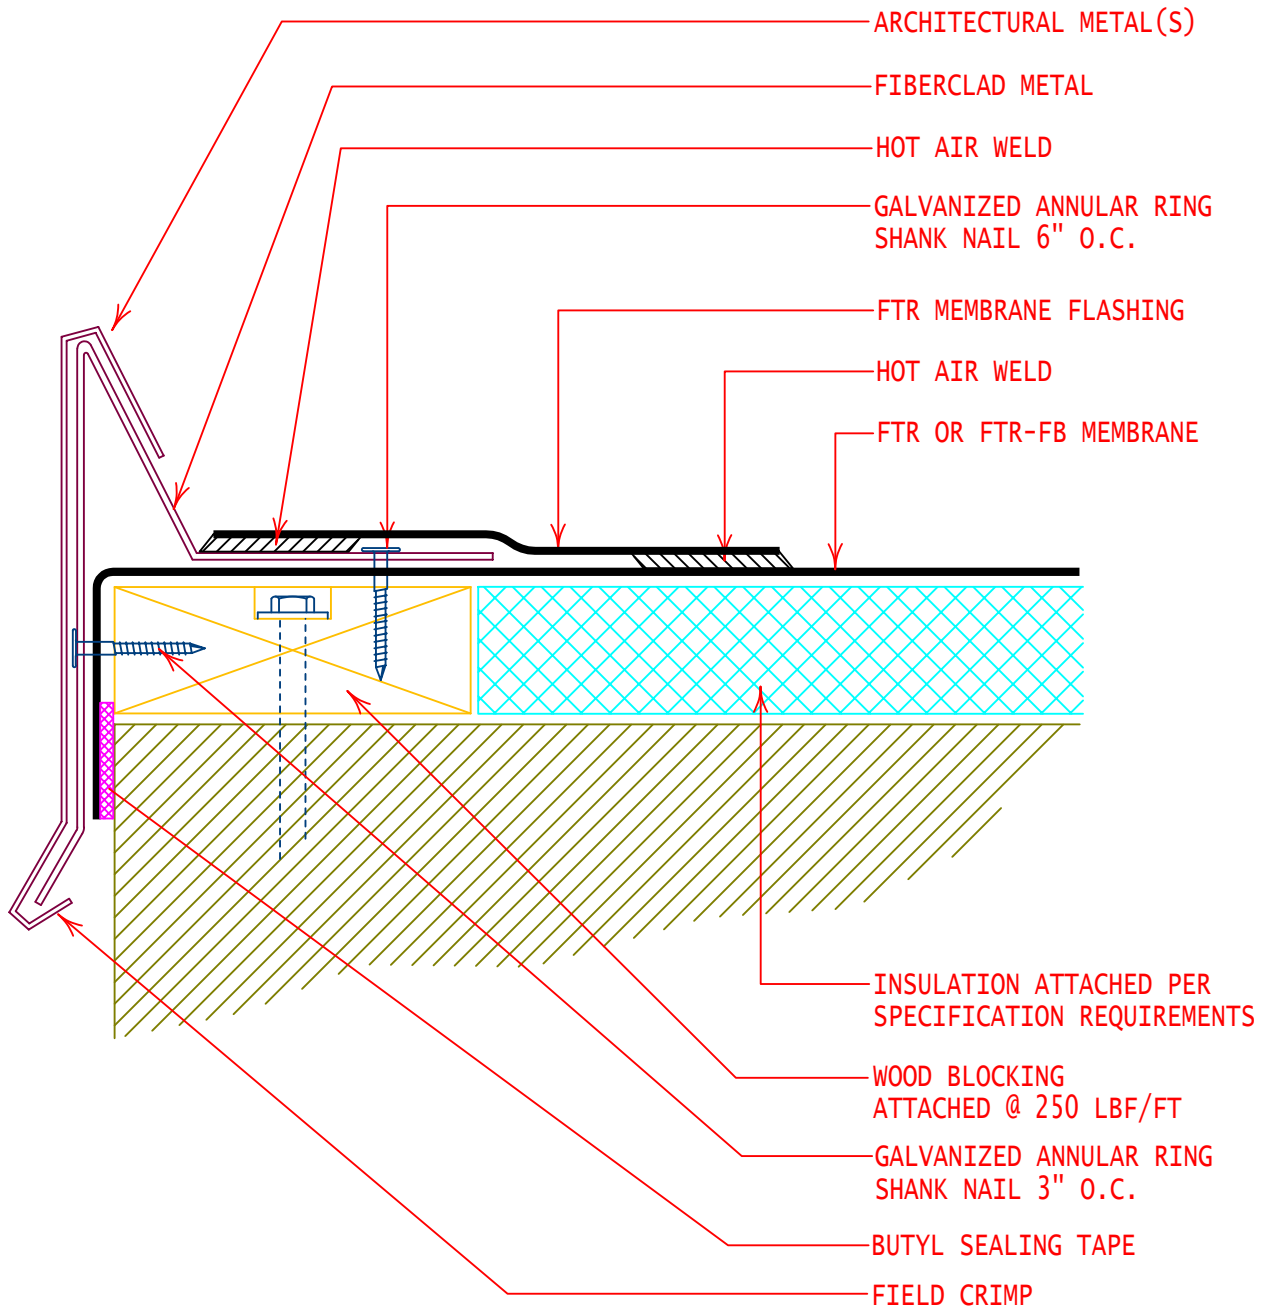 ARCHITECTURAL METAL(S)
FIBERCLAD METAL
HOT AIR WELD
GALVANIZED ANNULAR RING
SHANK NAIL 6" O.C.
FTR MEMBRANE FLASHING
HOT AIR WELD
FTR OR FTR-FB MEMBRANE
INSULATION ATTACHED PER
SPECIFICATION REQUIREMENTS
WOOD BLOCKING
ATTACHED @ 250 LBF/FT
GALVANIZED ANNULAR RING
SHANK NAIL 3" O.C.
BUTYL SEALING TAPE
FIELD CRIMP